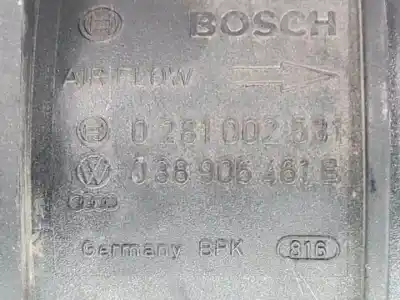 BOSCH
AIR FLOW
0 281 002 531
038 906 461 B
Germany BPK 816